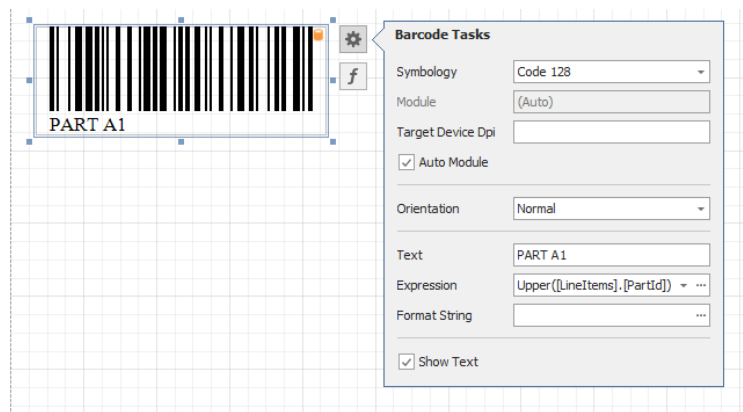 PART A1
f
Barcode Tasks
Symbology Code 128
Module (Auto)
Target Device Dpi
Auto Module
Orientation Normal
Text PART A1
Expression Upper([LineItems].[PartId])
Format String
Show Text